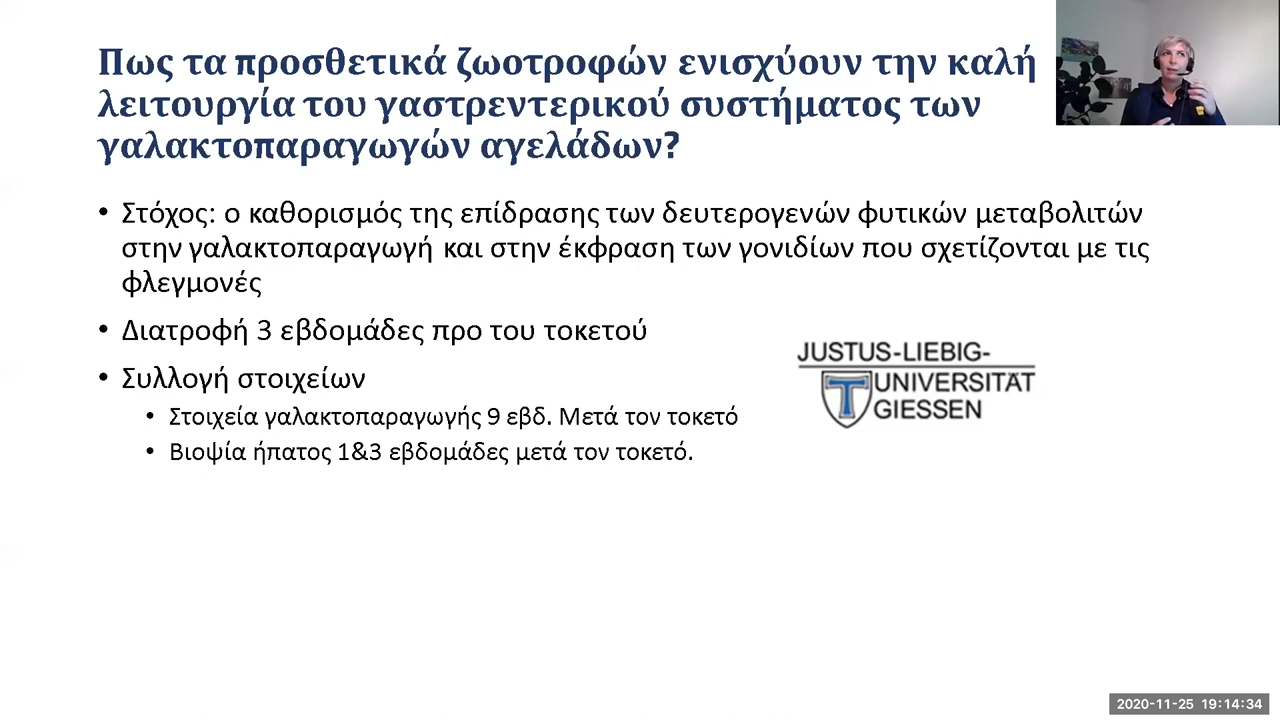 Πως τα προσθετικά ζωοτροφών ενισχύουν την καλή
λειτουργία του γαστρεντερικού συστήματος των
γαλακτοπαραγωγών αγελάδων?
• Στόχος: ο καθορισμός της επίδρασης των δευτερογενών φυτικών μεταβολιτών
στην γαλακτοπαραγωγή και στην έκφραση των γονιδίων που σχετίζονται με τις
φλεγμονές
• Διατροφή 3 εβδομάδες προ του τοκετού
• Συλλογή στοιχείων
• Στοιχεία γαλακτοπαραγωγής 9 εβδ. Μετά τον τοκετό
• Βιοψία ήπατος 1&3 εβδομάδες μετά τον τοκετό.
JUSTUS-LIEBIG-
UNIVERSITÄT
GIESSEN
2020-11-25 19:14:34